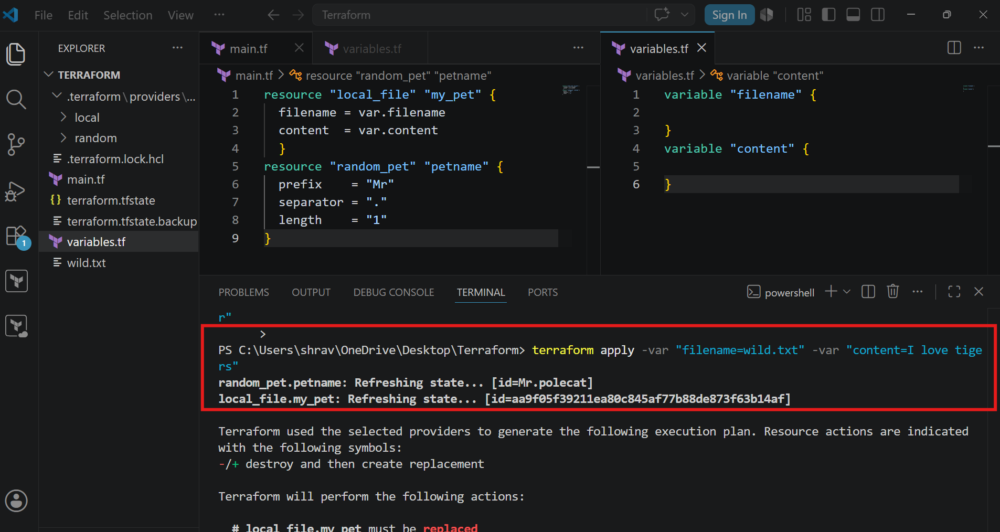 File Edit Selection View ···
Terraform
Sign In
EXPLORER ···
TERRAFORM
.terraform\providers\...
local
random
.terraform.lock.hcl
main.tf
terraform.tfstate
terraform.tfstate.backup
variables.tf
wild.txt
1
main.tf
variables.tf
main.tf > resource "random_pet" "petname"
1 resource "local_file" "my_pet" {
2 filename = var.filename
3 content  = var.content
4 }
5 resource "random_pet" "petname" {
6 prefix    = "Mr"
7 separator = "."
8 length    = "1"
9 }
variables.tf
variables.tf > variable "content"
1 variable "filename" {
2
3 }
4 variable "content" {
5
6 }
PROBLEMS OUTPUT DEBUG CONSOLE TERMINAL PORTS
powershell
r"
>
PS C:\Users\shrav\OneDrive\Desktop\Terraform> terraform apply -var "filename=wild.txt" -var "content=I love tige
rs"
random_pet.petname: Refreshing state... [id=Mr.polecat]
local_file.my_pet: Refreshing state... [id=aa9f05f39211ea80c845af77b88de873f63b14af]
Terraform used the selected providers to generate the following execution plan. Resource actions are indicated
with the following symbols:
-/+ destroy and then create replacement
Terraform will perform the following actions:
# local_file.my_pet must be replaced